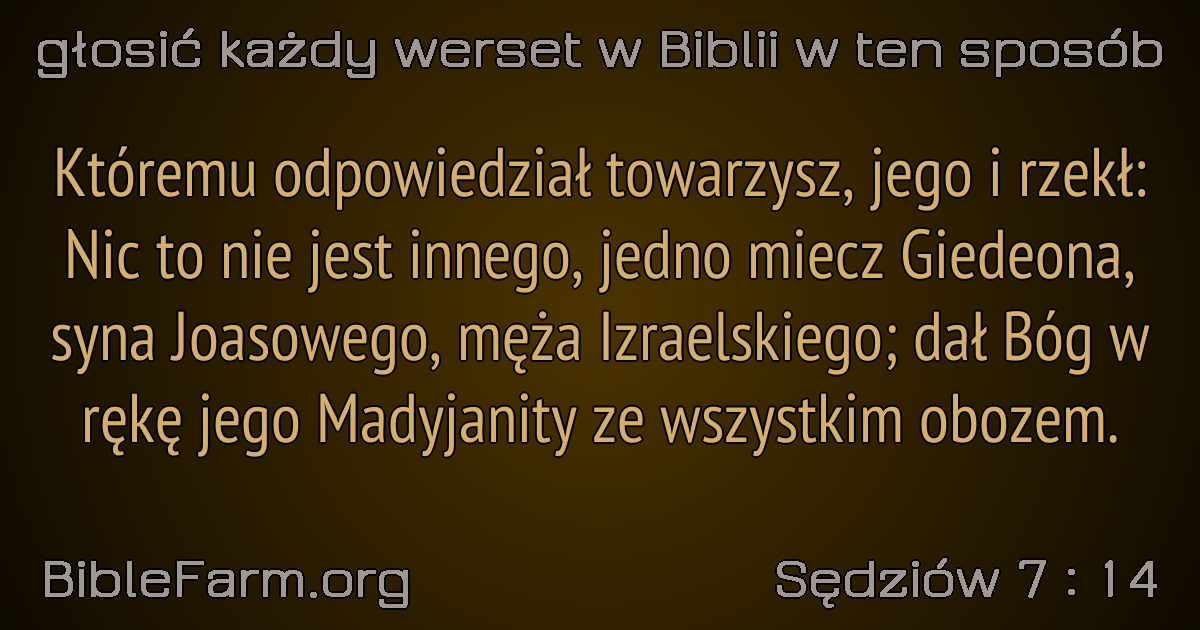 głosić każdy werset w Biblii w ten sposób
Któremu odpowiedział towarzysz, jego i rzekł:
Nic to nie jest innego, jedno miecz Giedeona,
syna Joasowego, męża Izraelskiego; dał Bóg w
rękę jego Madyjanity ze wszystkim obozem.
BibleFarm.org
Sędziów 7 : 14